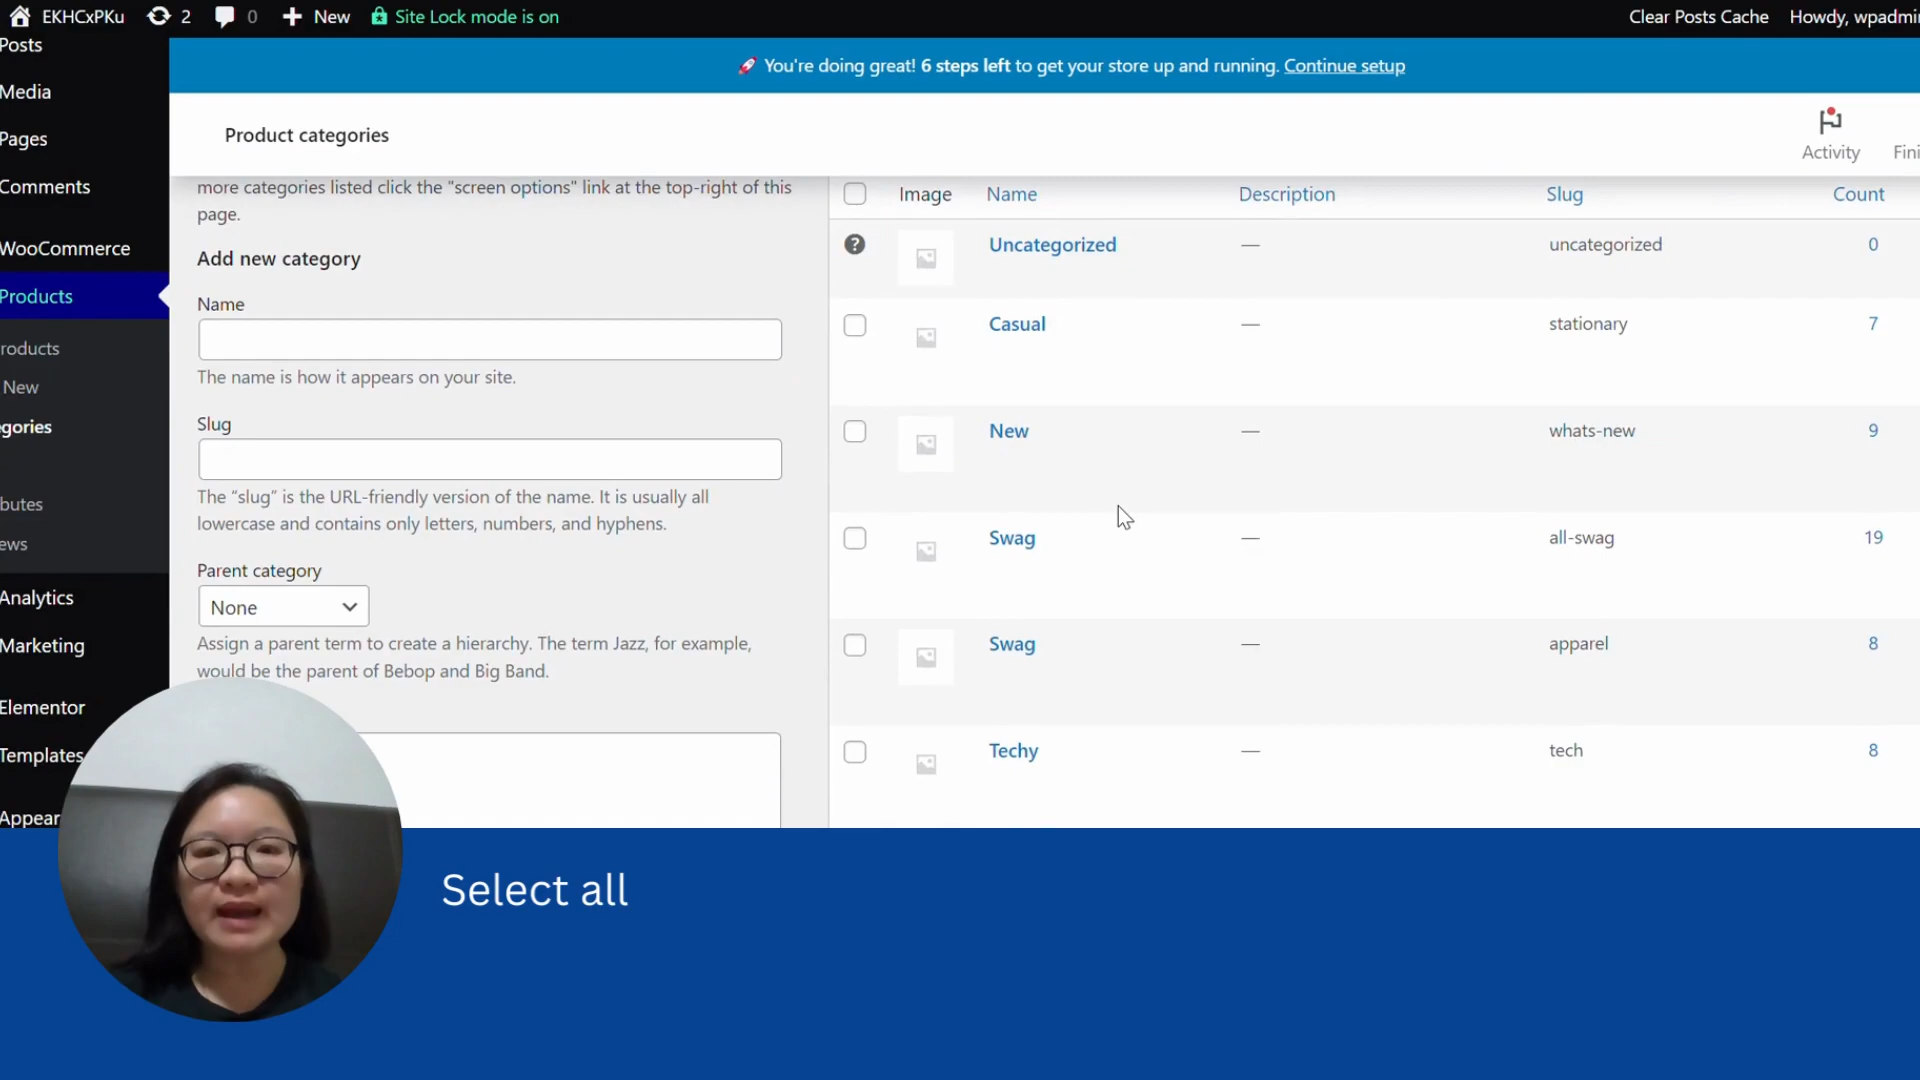 EKHCxPKu 2 0 New Site Lock mode is on Clear Posts Cache Howdy, wpadmin
Posts
Media
Pages
Comments
WooCommerce
Products
roducts
New
gories
butes
ews
Analytics
Marketing
Elementor
Templates
Appear
You're doing great! 6 steps left to get your store up and running. Continue setup
Product categories
Activity
Fini
more categories listed click the "screen options" link at the top-right of this
page.
Add new category
Name
The name is how it appears on your site.
Slug
The “slug” is the URL-friendly version of the name. It is usually all
lowercase and contains only letters, numbers, and hyphens.
Parent category
None
Assign a parent term to create a hierarchy. The term Jazz, for example,
would be the parent of Bebop and Big Band.
Image Name Description Slug Count
? Uncategorized — uncategorized 0
Casual — stationary 7
New — whats-new 9
Swag — all-swag 19
Swag — apparel 8
Techy — tech 8
Select all